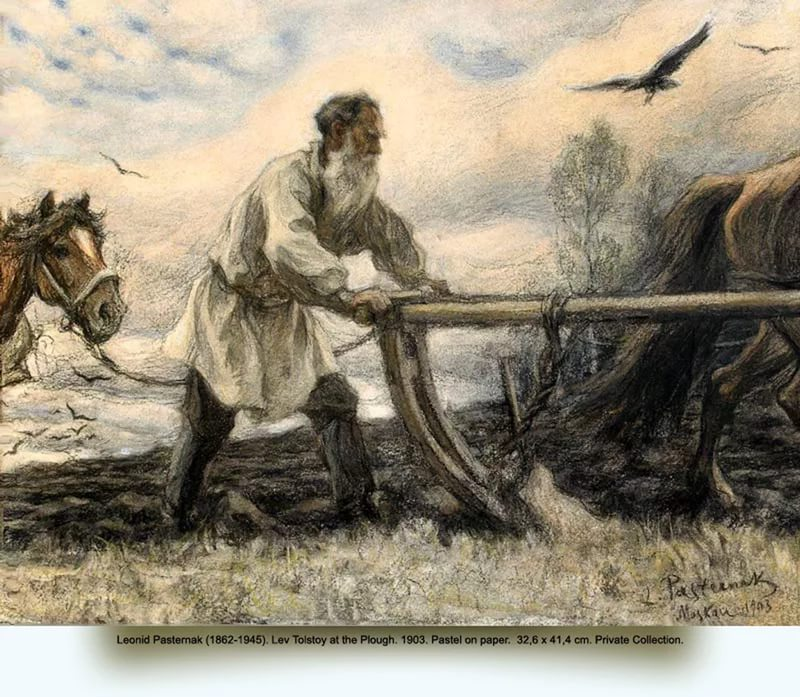 L. Pasternak
Moskau 1903
Leonid Pasternak (1862-1945). Lev Tolstoy at the Plough. 1903. Pastel on paper.  32,6 x 41,4 cm. Private Collection.